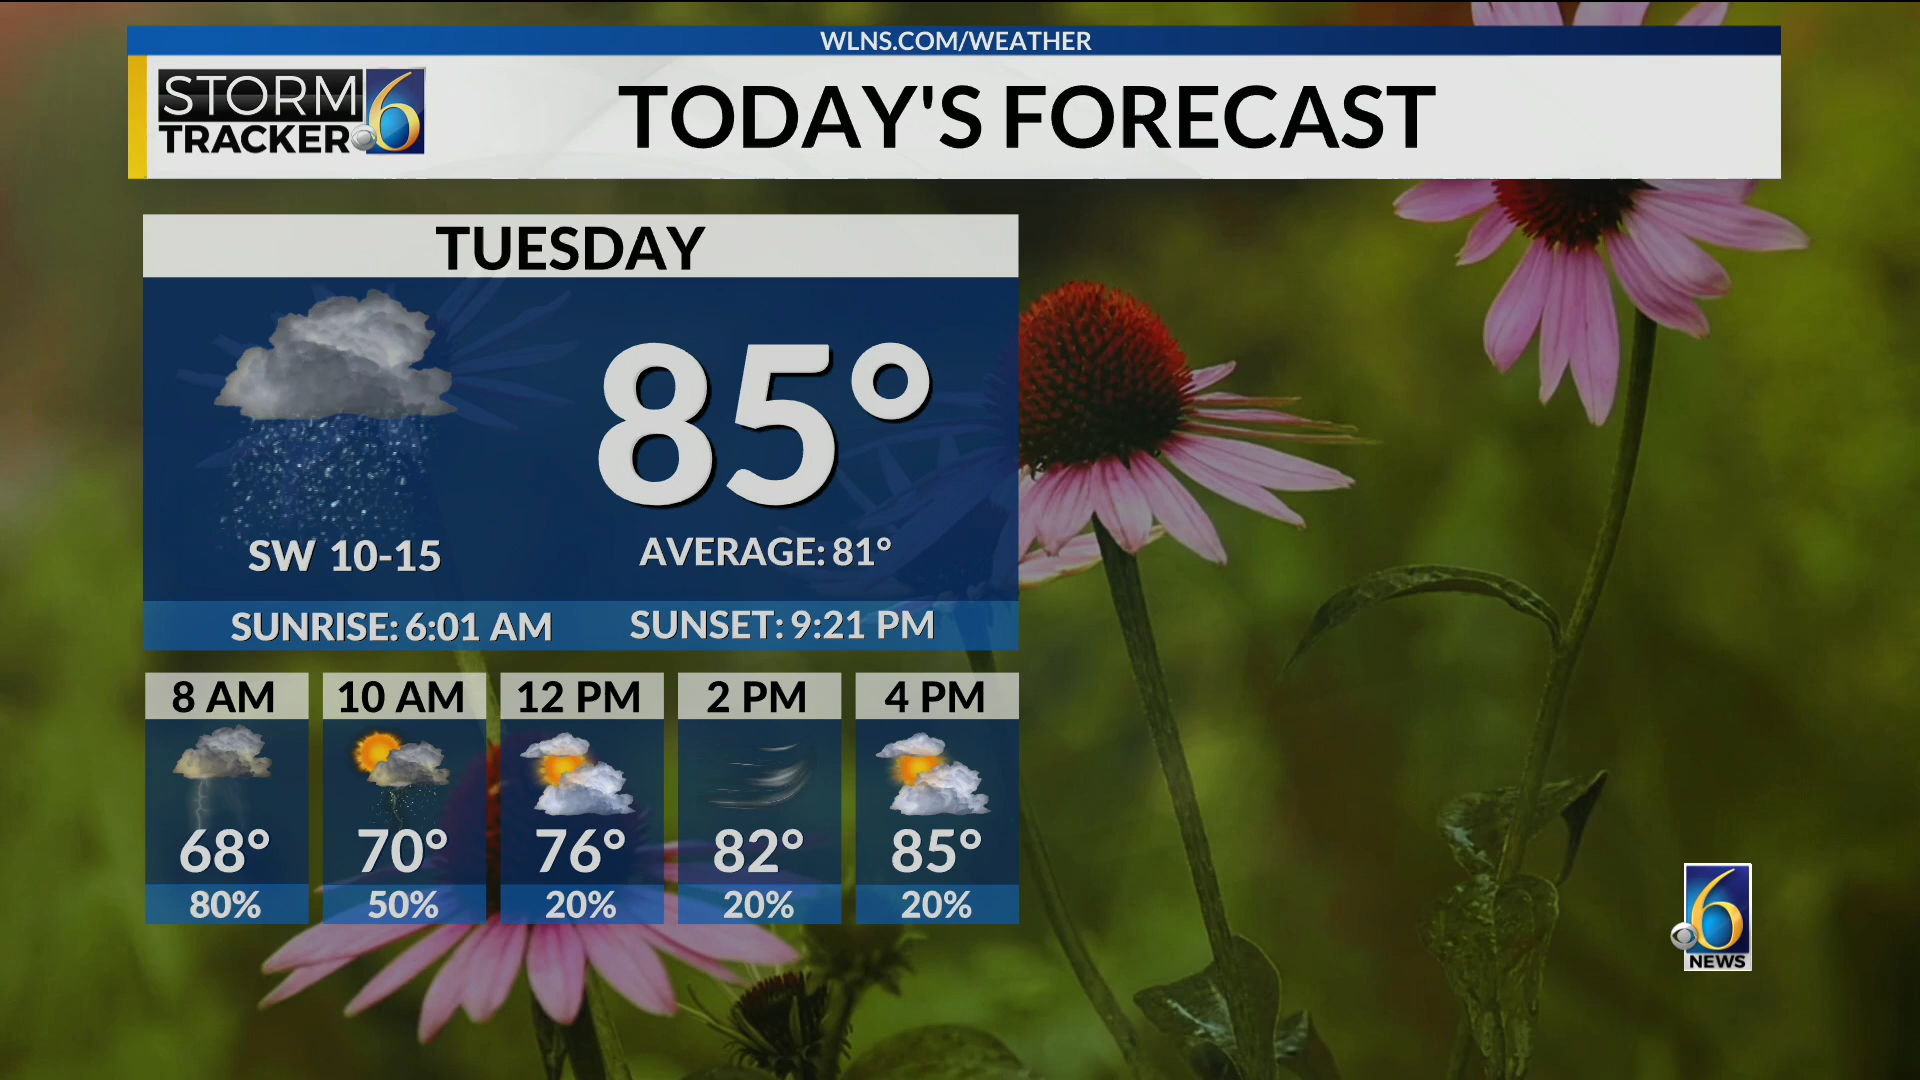 WLNS.COM/WEATHER
STORM
TRACKER 6
TODAY'S FORECAST
TUESDAY
85°
SW 10-15
AVERAGE: 81°
SUNRISE: 6:01 AM
SUNSET: 9:21 PM
8 AM
10 AM
12 PM
2 PM
4 PM
68°
70°
76°
82°
85°
80%
50%
20%
20%
20%
6
NEWS